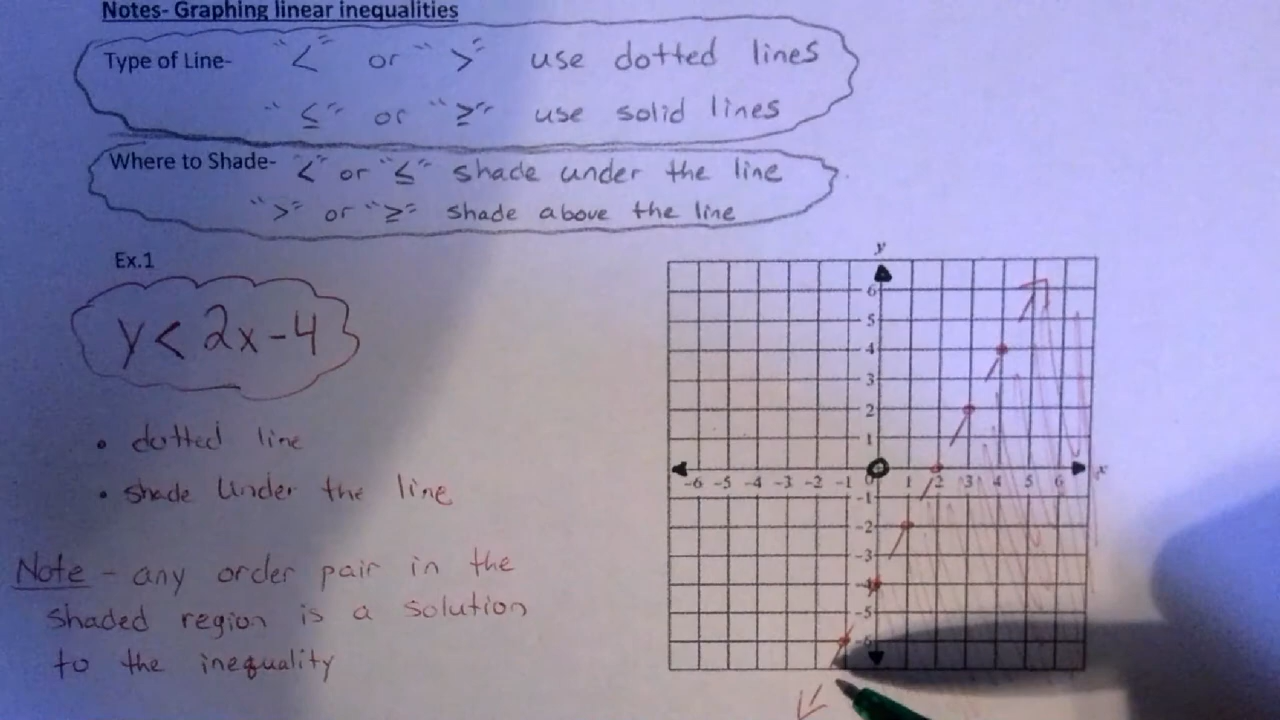 Notes- Graphing linear inequalities
Type of Line- "<" or ">" use dotted lines
"≤" or "≥" use solid lines
Where to Shade- "<" or "≤" shade under the line
">" or "≥" shade above the line
Ex.1
y < 2x-4
• dotted line
• shade under the line
Note - any order pair in the
shaded region is a solution
to the inequality
y
6
5
4
3
2
1
-6 -5 -4 -3 -2 -1 0 1 2 3 4 5 6 x
-1
-2
-3
-4
-5
-6